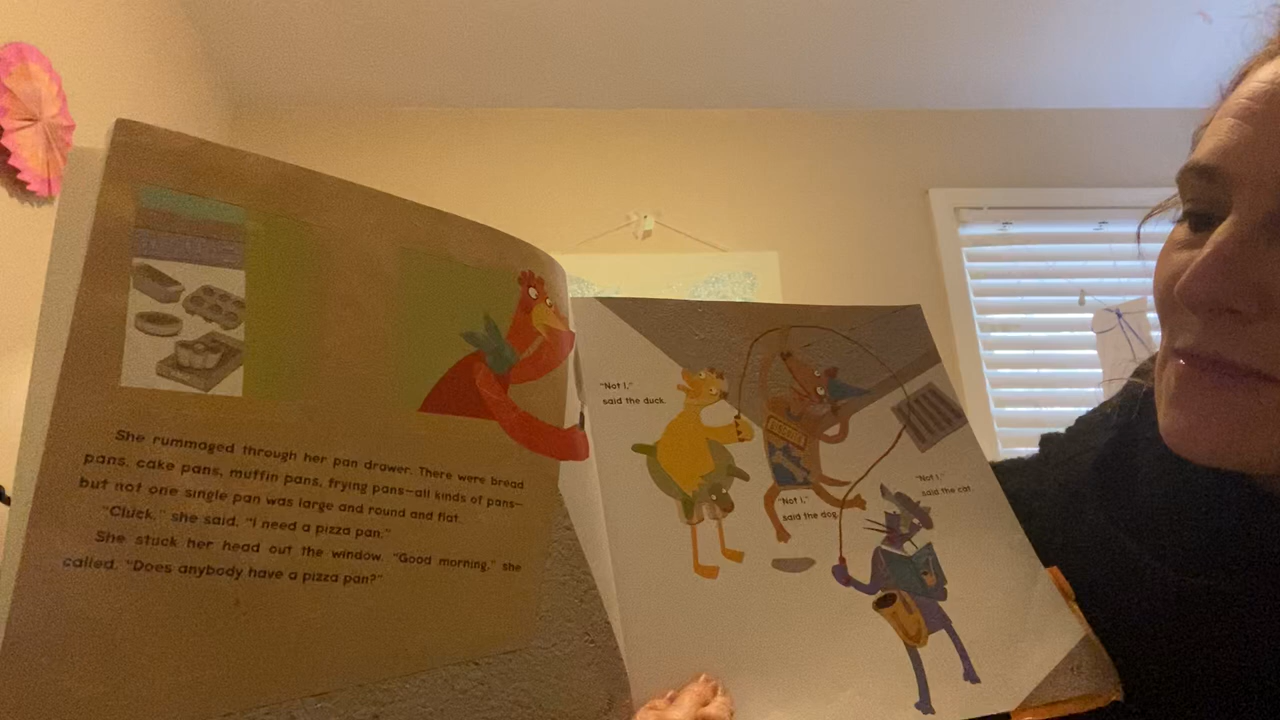 She rummaged through her pan drawer. There were bread
pans, cake pans, muffin pans, frying pans—all kinds of pans—
but not one single pan was large and round and flat.
"Cluck," she said. "I need a pizza pan."
She stuck her head out the window. "Good morning," she
called. "Does anybody have a pizza pan?"
"Not I,"
said the duck.
"Not I,"
said the dog.
"Not I,"
said the cat.